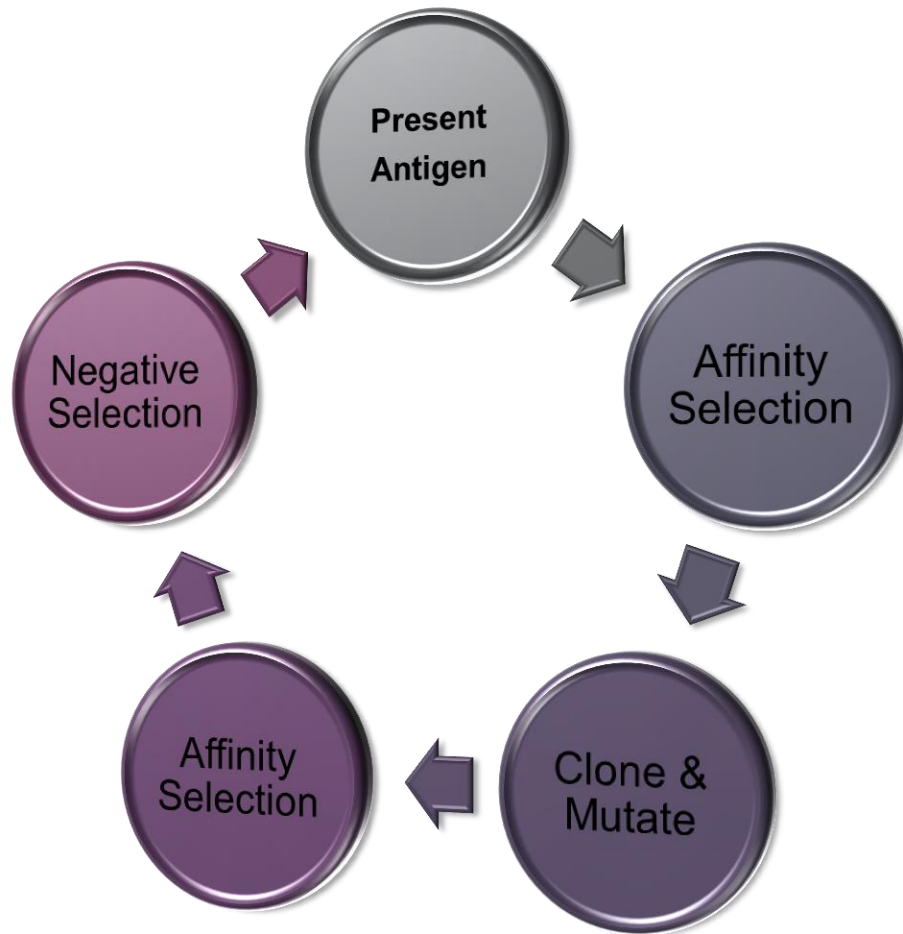 Present
Antigen
Affinity
Selection
Clone &
Mutate
Affinity
Selection
Negative
Selection